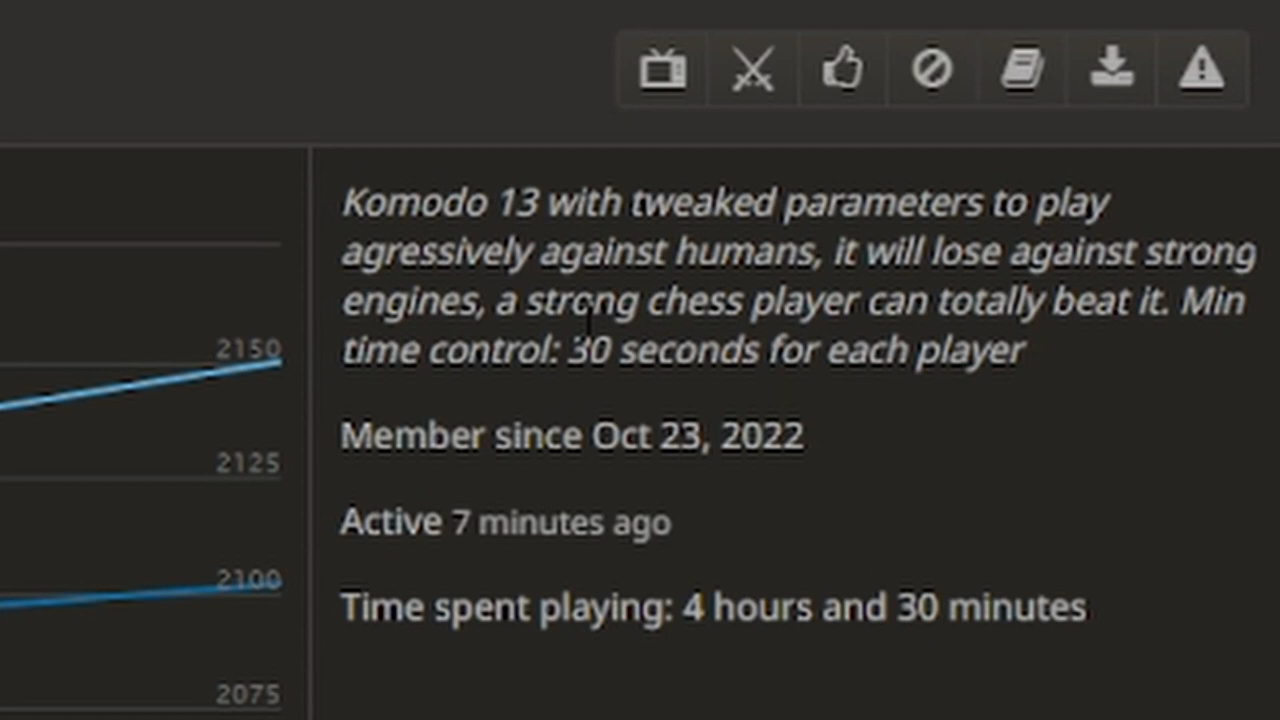 Komodo 13 with tweaked parameters to play
agressively against humans, it will lose against strong
engines, a strong chess player can totally beat it. Min
time control: 30 seconds for each player
2150
Member since Oct 23, 2022
2125
Active 7 minutes ago
2100
Time spent playing: 4 hours and 30 minutes
2075